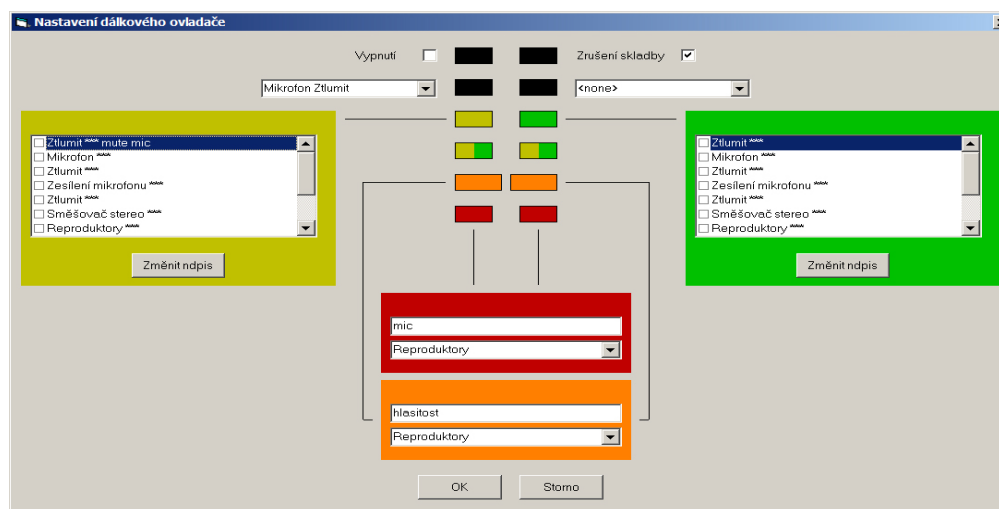 Nastavení dálkového ovladače
Vypnutí
Zrušení skladby
Mikrofon Ztlumit
<none>
Ztlumit *** mute mic
Mikrofon ***
Ztlumit ***
Zesílení mikrofonu ***
Ztlumit ***
Směšovač stereo ***
Reproduktory ***
Změnit ndpis
Ztlumit ***
Mikrofon ***
Ztlumit ***
Zesílení mikrofonu ***
Ztlumit ***
Směšovač stereo ***
Reproduktory ***
Změnit ndpis
mic
Reproduktory
hlasitost
Reproduktory
OK
Storno